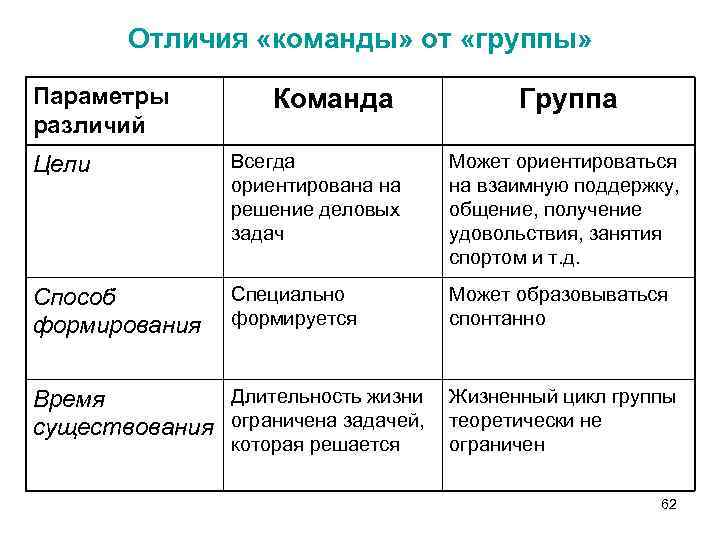 Отличия «команды» от «группы»
Параметры
различий
Команда
Группа
Цели
Всегда
ориентирована на
решение деловых
задач
Может ориентироваться
на взаимную поддержку,
общение, получение
удовольствия, занятия
спортом и т.д.
Способ
формирования
Специально
формируется
Может образовываться
спонтанно
Время
существования
Длительность жизни
ограничена задачей,
которая решается
Жизненный цикл группы
теоретически не
ограничен
62